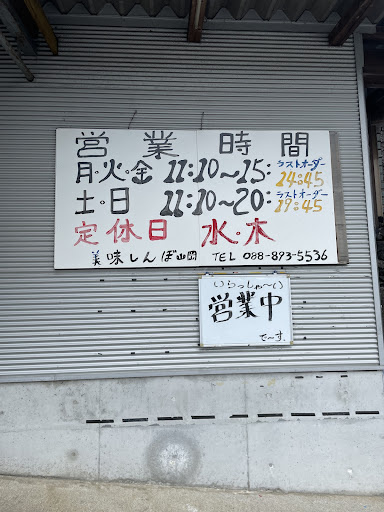 営業時間
月・火・金 11:10〜15: ラストオーダー 14:45
土・日 11:10〜20: ラストオーダー 19:45
定休日 水・木
美味しんぼ山岡 TEL 088-893-5536
いらっしゃ〜い
営業中
で〜す。